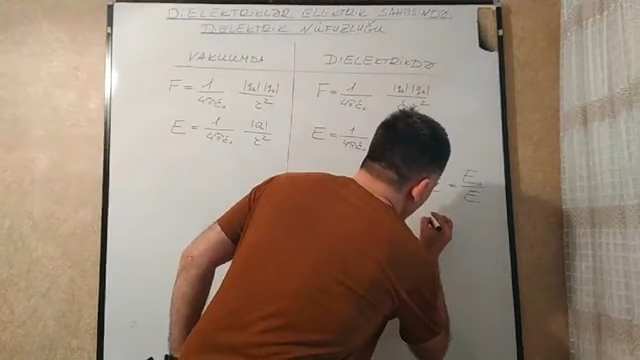 DİELEKTRİKLƏR ELEKTRİK SAHƏSİNDƏ.
DİELEKTRİK NÜFUZLUĞU
VAKUUMDA
DİELEKTRİKDƏ
F = 1/4πε₀ |q₁| |q₂|/r²
F = 1/4πε₀ |q₁| |q₂|/r²
E = 1/4πε₀ |Q|/r²
E = 1/4πε₀
= E₀/E